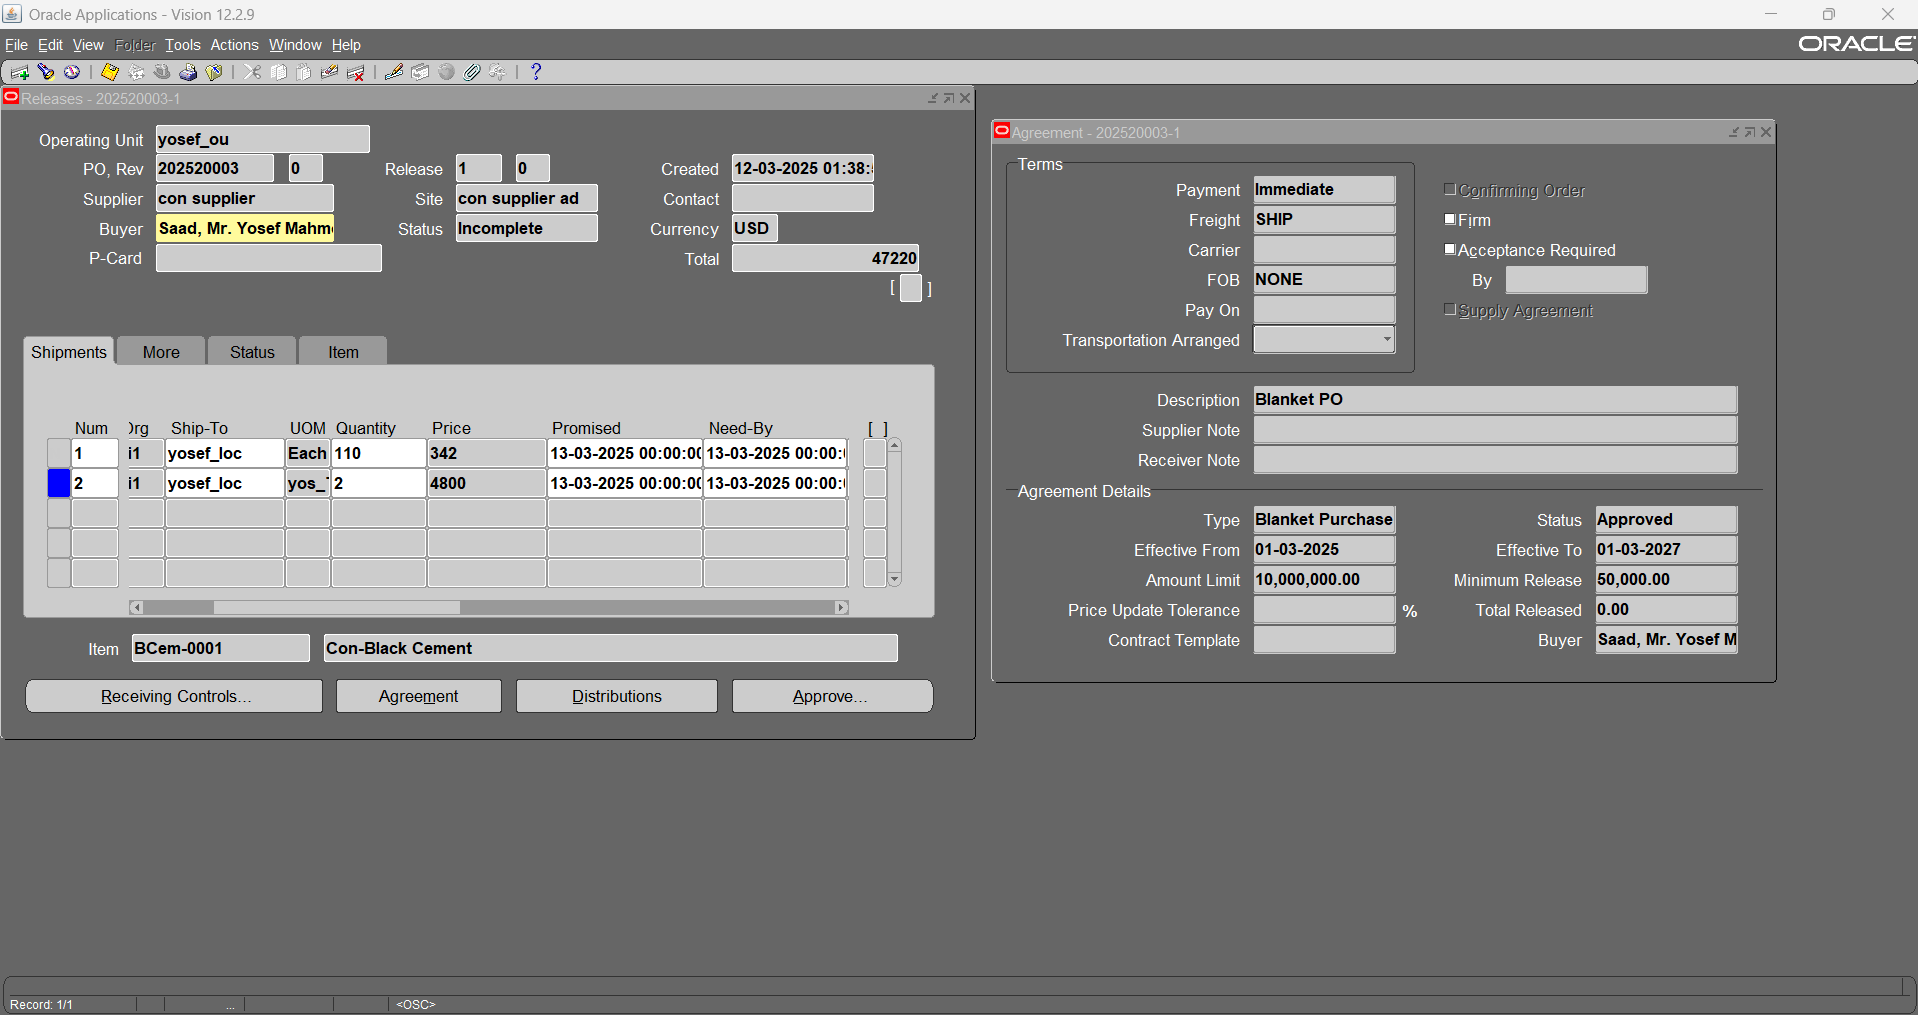 Oracle Applications - Vision 12.2.9
File Edit View Folder Tools Actions Window Help
ORACLE
Releases - 202520003-1
Operating Unit yosef_ou
PO, Rev 202520003 0 Release 1 0 Created 12-03-2025 01:38:
Supplier con supplier Site con supplier ad Contact
Buyer Saad, Mr. Yosef Mahm Status Incomplete Currency USD
P-Card Total 47220
[ ]
Shipments More Status Item
Num Org Ship-To UOM Quantity Price Promised Need-By [ ]
1 i1 yosef_loc Each 110 342 13-03-2025 00:00:00 13-03-2025 00:00:
2 i1 yosef_loc yos_ 2 4800 13-03-2025 00:00:00 13-03-2025 00:00:
Item BCem-0001 Con-Black Cement
Receiving Controls... Agreement Distributions Approve...
Agreement - 202520003-1
Terms
Payment Immediate Confirming Order
Freight SHIP Firm
Carrier Acceptance Required
FOB NONE By
Pay On Supply Agreement
Transportation Arranged
Description Blanket PO
Supplier Note
Receiver Note
Agreement Details
Type Blanket Purchase Status Approved
Effective From 01-03-2025 Effective To 01-03-2027
Amount Limit 10,000,000.00 Minimum Release 50,000.00
Price Update Tolerance % Total Released 0.00
Contract Template Buyer Saad, Mr. Yosef M
Record: 1/1 ... <OSC>